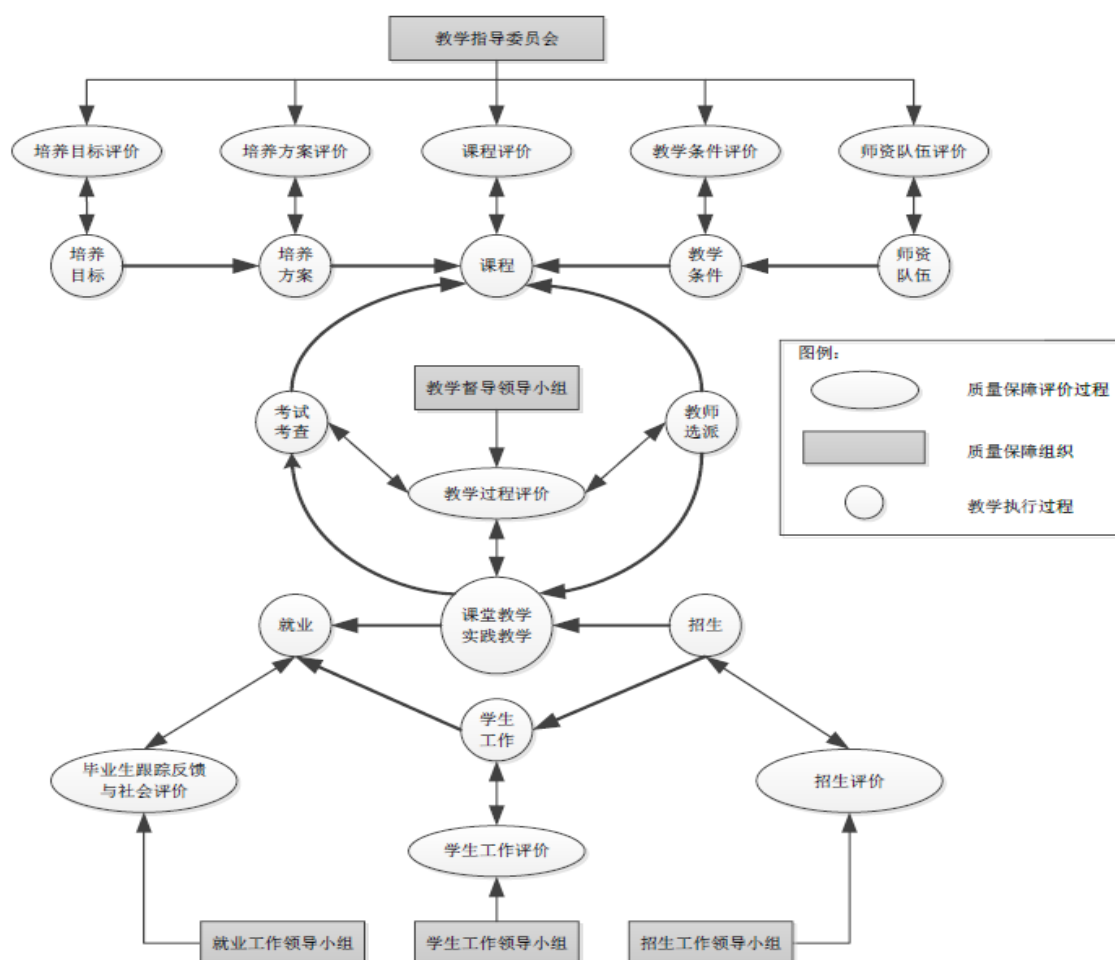 教学指导委员会
培养目标评价
培养方案评价
课程评价
教学条件评价
师资队伍评价
培养
目标
培养
方案
课程
教学
条件
师资
队伍
图例：
质量保障评价过程
质量保障组织
教学执行过程
教学督导领导小组
考试
考查
教师
选派
教学过程评价
就业
课堂教学
实践教学
招生
学生
工作
毕业生跟踪反馈
与社会评价
招生评价
学生工作评价
就业工作领导小组
学生工作领导小组
招生工作领导小组